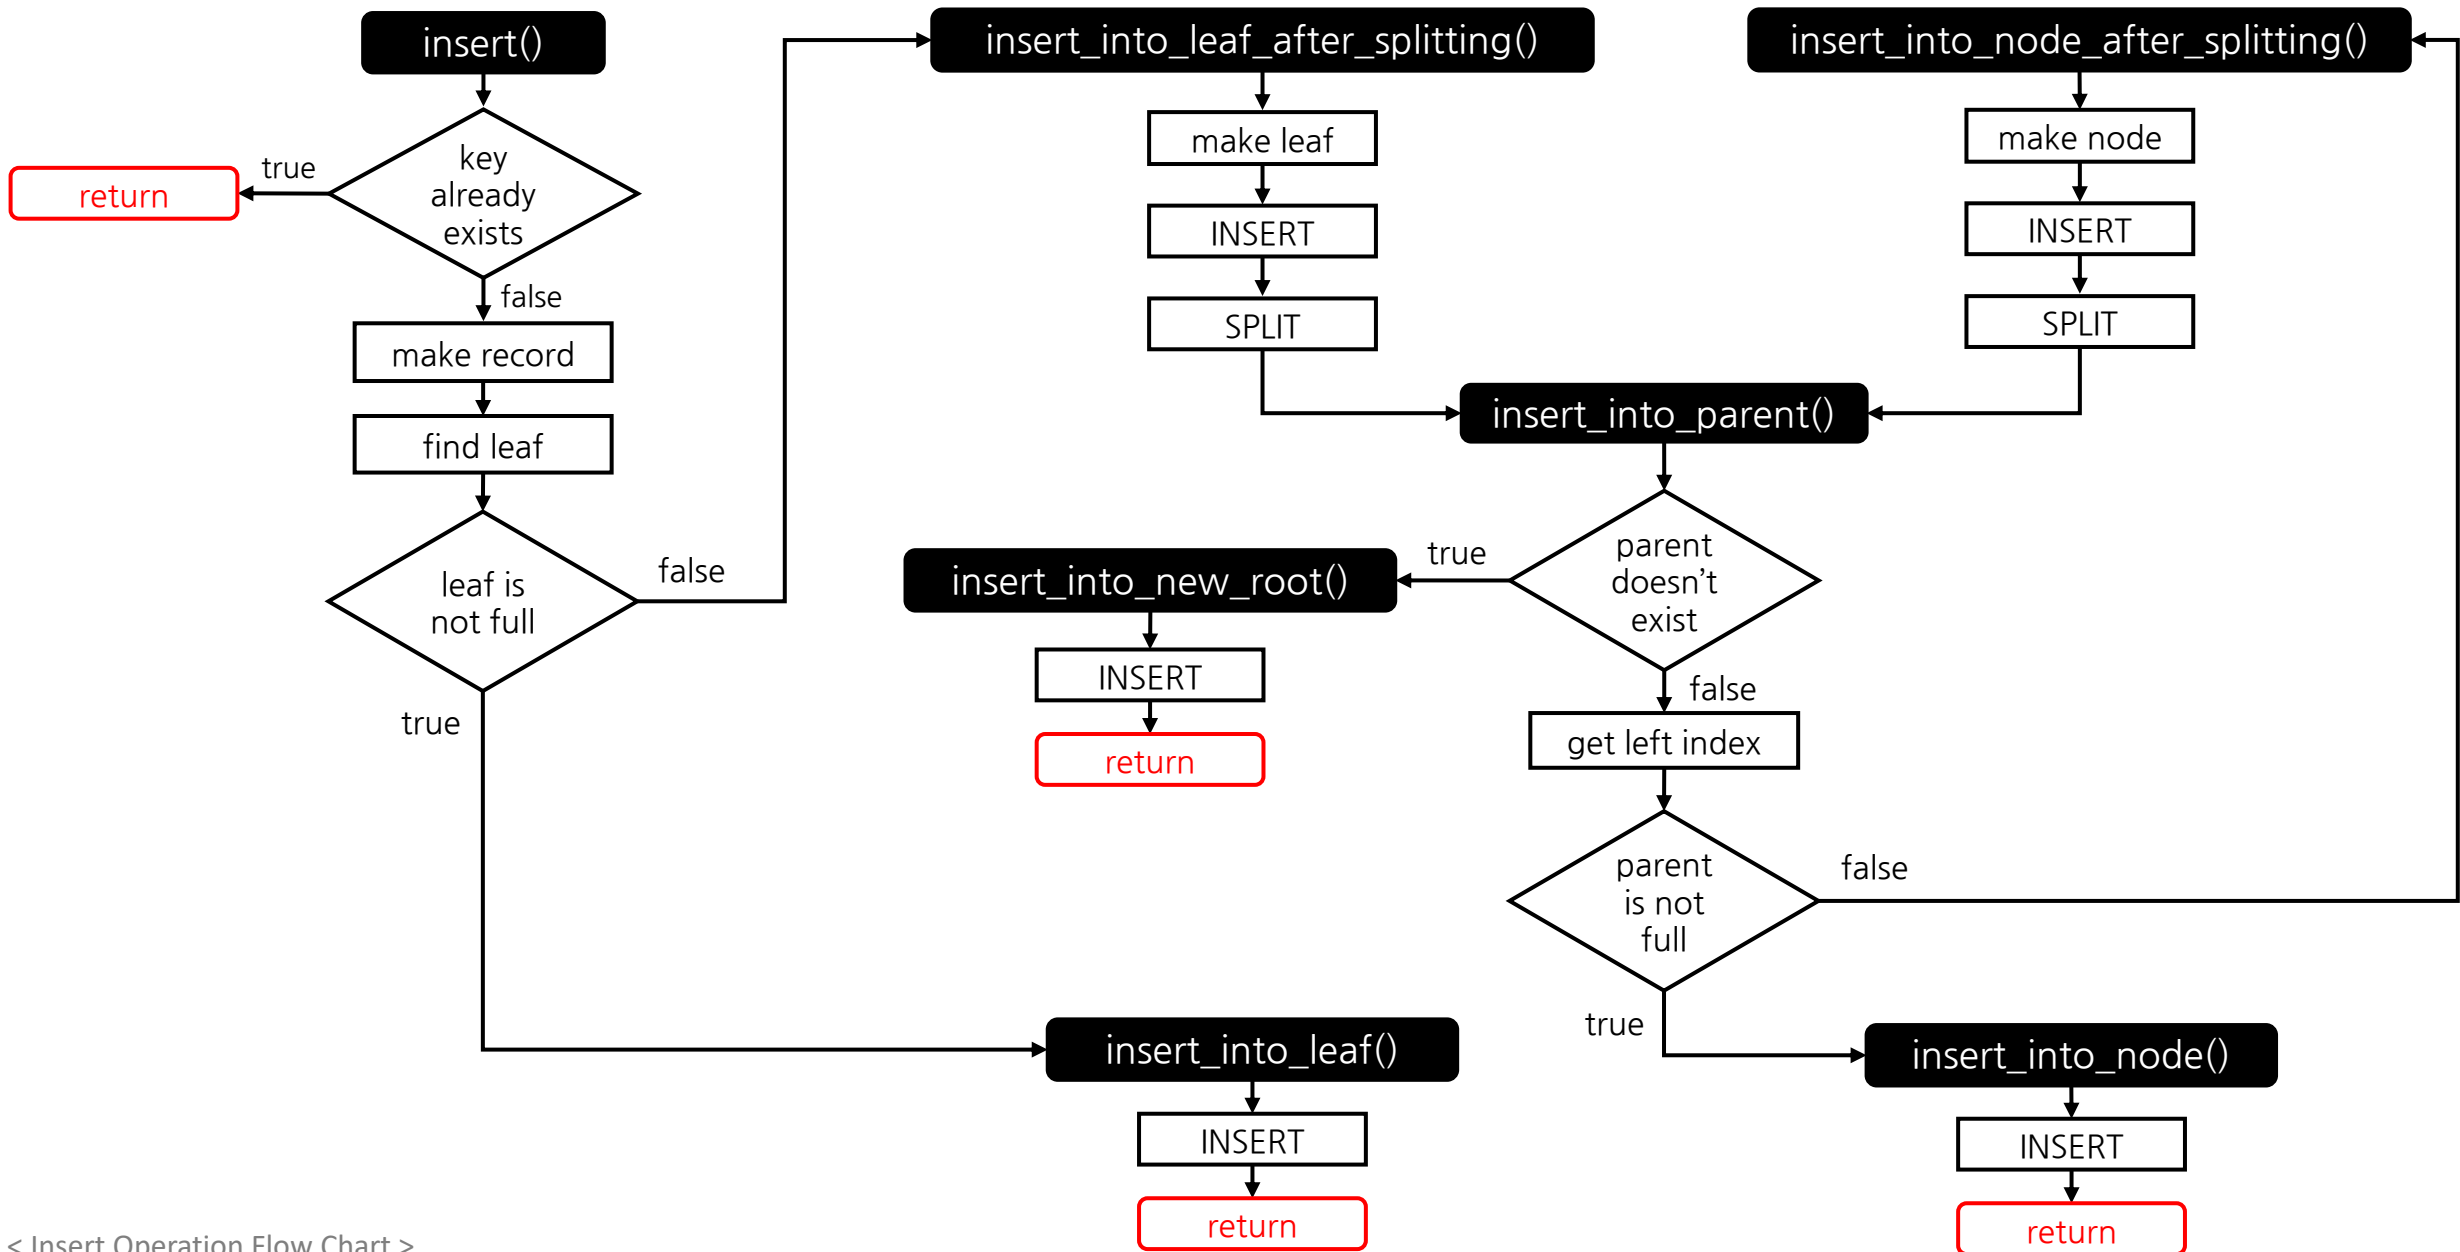 insert()
key
already
exists
true
return
false
make record
find leaf
leaf is
not full
false
true
insert_into_leaf_after_splitting()
make leaf
INSERT
SPLIT
insert_into_node_after_splitting()
make node
INSERT
SPLIT
insert_into_parent()
parent
doesn't
exist
true
insert_into_new_root()
INSERT
return
false
get left index
parent
is not
full
false
true
insert_into_leaf()
INSERT
return
insert_into_node()
INSERT
return
< Insert Operation Flow Chart >